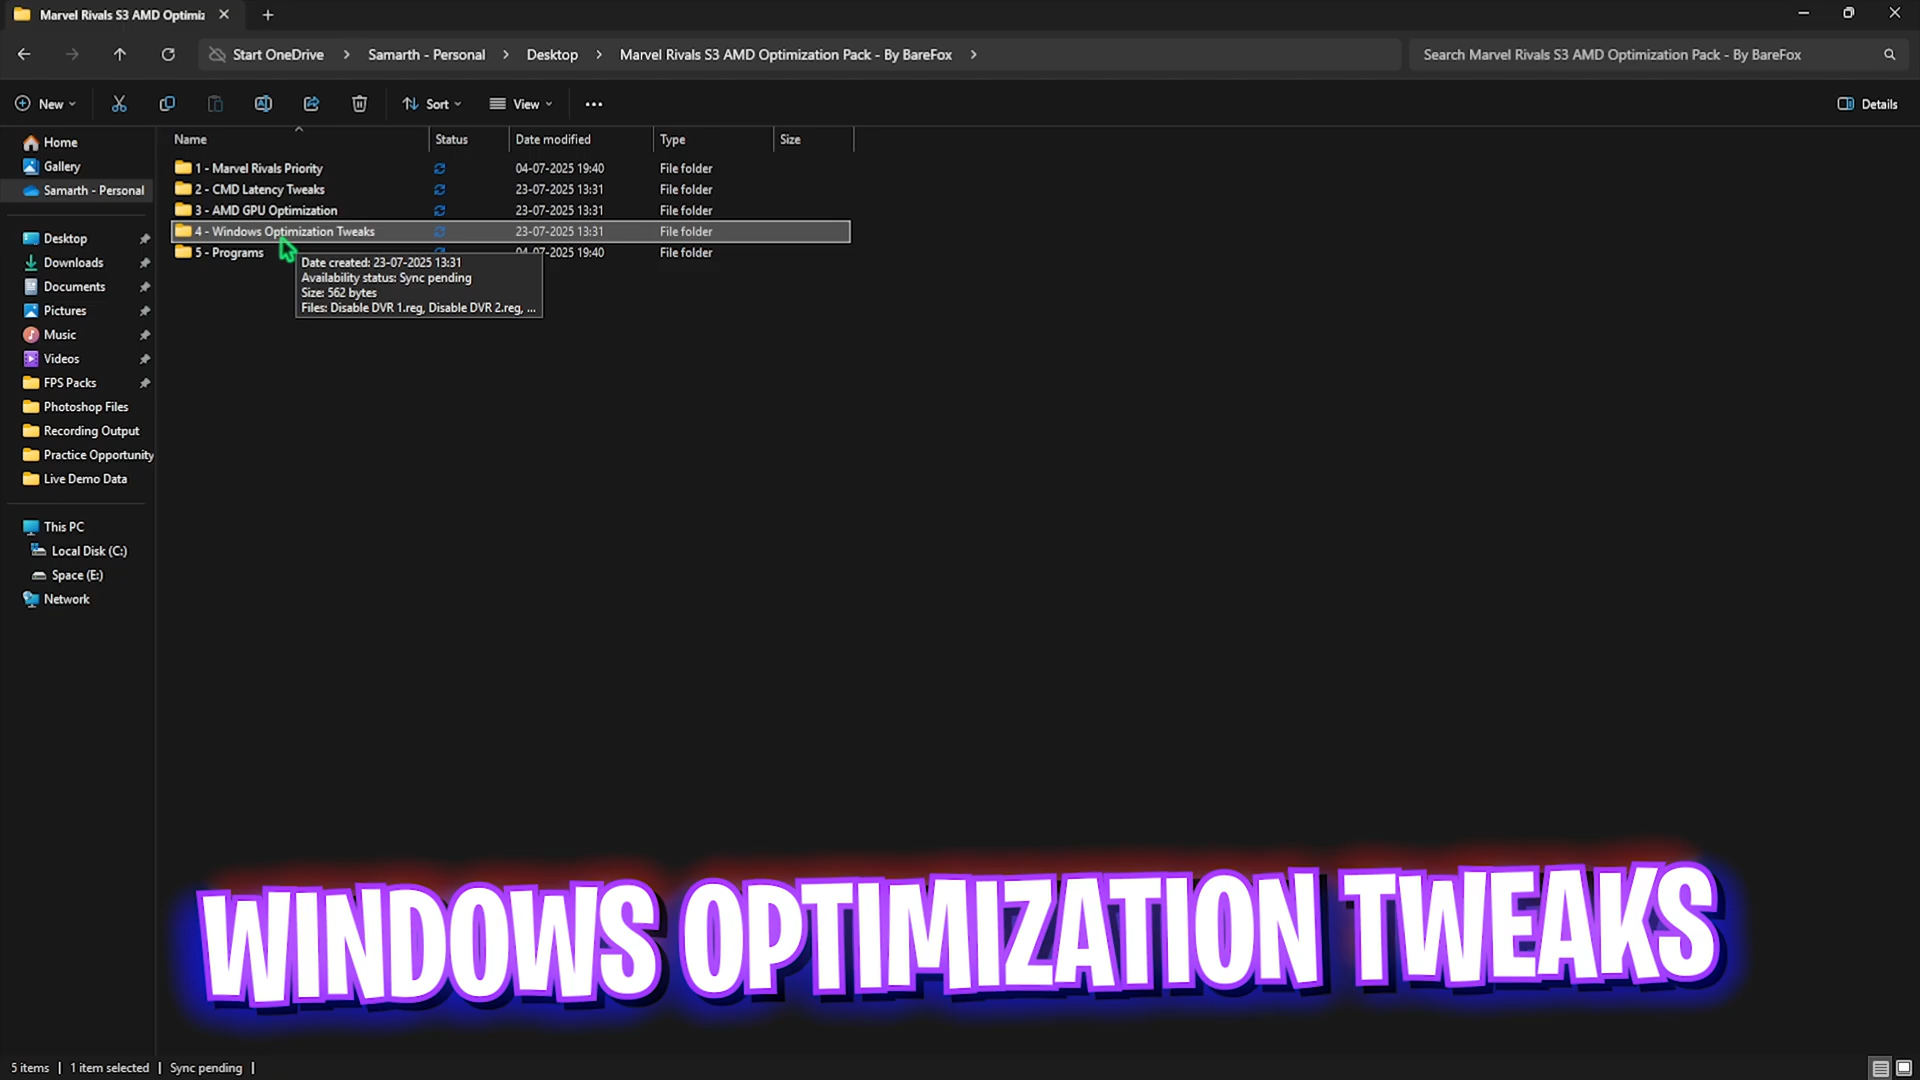 Marvel Rivals S3 AMD Optimiz
Start OneDrive > Samarth - Personal > Desktop > Marvel Rivals S3 AMD Optimization Pack - By BareFox >
Search Marvel Rivals S3 AMD Optimization Pack - By BareFox
New
Sort
View
Details
Home
Gallery
Samarth - Personal
Desktop
Downloads
Documents
Pictures
Music
Videos
FPS Packs
Photoshop Files
Recording Output
Practice Opportunity
Live Demo Data
This PC
Local Disk (C:)
Space (E:)
Network
Name Status Date modified Type Size
1 - Marvel Rivals Priority 04-07-2025 19:40 File folder
2 - CMD Latency Tweaks 23-07-2025 13:31 File folder
3 - AMD GPU Optimization 23-07-2025 13:31 File folder
4 - Windows Optimization Tweaks 23-07-2025 13:31 File folder
5 - Programs 04-07-2025 19:40 File folder
Date created: 23-07-2025 13:31
Availability status: Sync pending
Size: 562 bytes
Files: Disable DVR 1.reg, Disable DVR 2.reg, ...
WINDOWS OPTIMIZATION TWEAKS
5 items | 1 item selected | Sync pending |